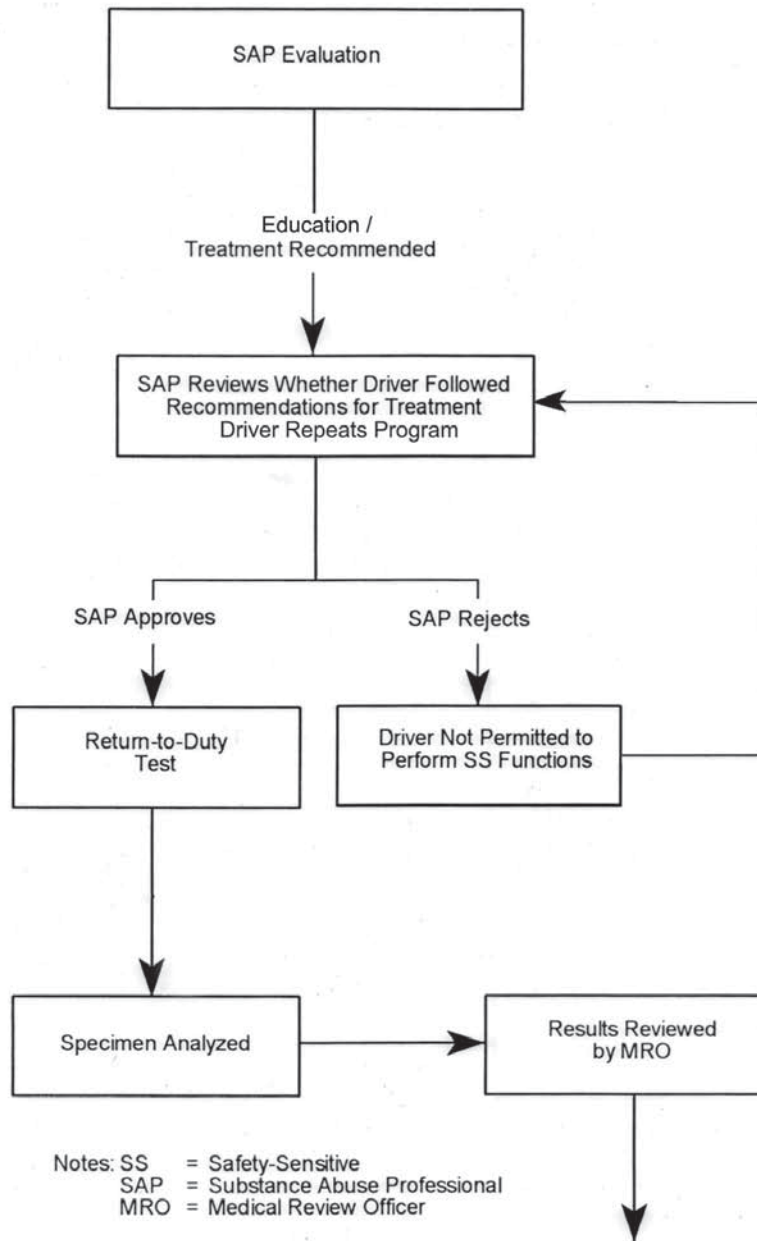 SAP Evaluation
Education /
Treatment Recommended
SAP Reviews Whether Driver Followed
Recommendations for Treatment
Driver Repeats Program
SAP Approves
SAP Rejects
Return-to-Duty
Test
Driver Not Permitted to
Perform SS Functions
Specimen Analyzed
Results Reviewed
by MRO
Notes: SS = Safety-Sensitive
SAP = Substance Abuse Professional
MRO = Medical Review Officer